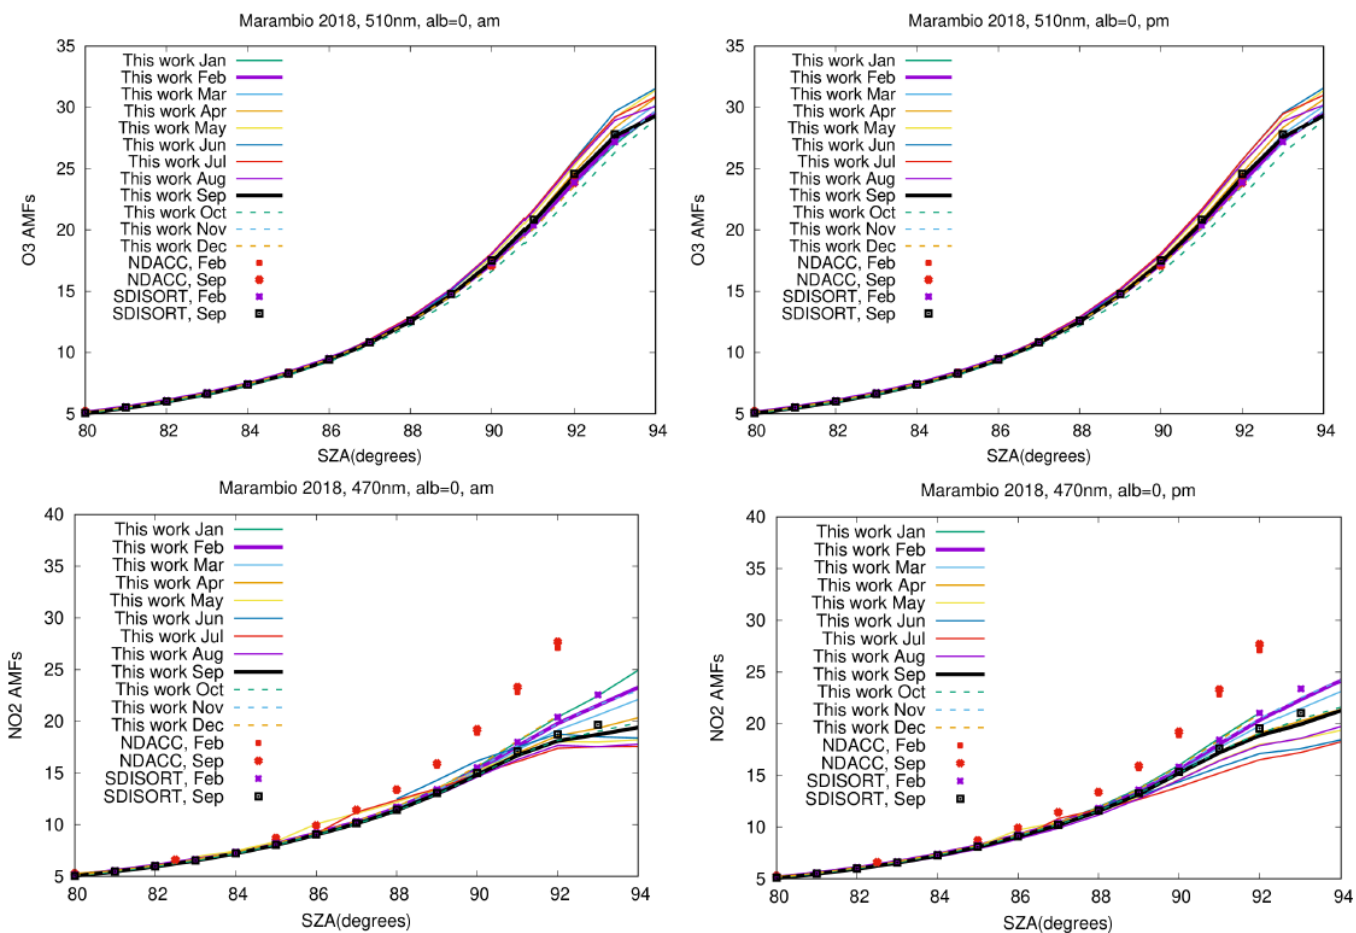 Marambio 2018, 510nm, alb=0, am
35
30
25
20
15
10
5
O3 AMFs
This work Jan
This work Feb
This work Mar
This work Apr
This work May
This work Jun
This work Jul
This work Aug
This work Sep
This work Oct
This work Nov
This work Dec
NDACC, Feb
NDACC, Sep
SDISORT, Feb
SDISORT, Sep
80 82 84 86 88 90 92 94
SZA(degrees)
Marambio 2018, 510nm, alb=0, pm
35
30
25
20
15
10
5
O3 AMFs
This work Jan
This work Feb
This work Mar
This work Apr
This work May
This work Jun
This work Jul
This work Aug
This work Sep
This work Oct
This work Nov
This work Dec
NDACC, Feb
NDACC, Sep
SDISORT, Feb
SDISORT, Sep
80 82 84 86 88 90 92 94
SZA(degrees)
Marambio 2018, 470nm, alb=0, am
40
35
30
25
20
15
10
5
NO2 AMFs
This work Jan
This work Feb
This work Mar
This work Apr
This work May
This work Jun
This work Jul
This work Aug
This work Sep
This work Oct
This work Nov
This work Dec
NDACC, Feb
NDACC, Sep
SDISORT, Feb
SDISORT, Sep
80 82 84 86 88 90 92 94
SZA(degrees)
Marambio 2018, 470nm, alb=0, pm
40
35
30
25
20
15
10
5
NO2 AMFs
This work Jan
This work Feb
This work Mar
This work Apr
This work May
This work Jun
This work Jul
This work Aug
This work Sep
This work Oct
This work Nov
This work Dec
NDACC, Feb
NDACC, Sep
SDISORT, Feb
SDISORT, Sep
80 82 84 86 88 90 92 94
SZA(degrees)